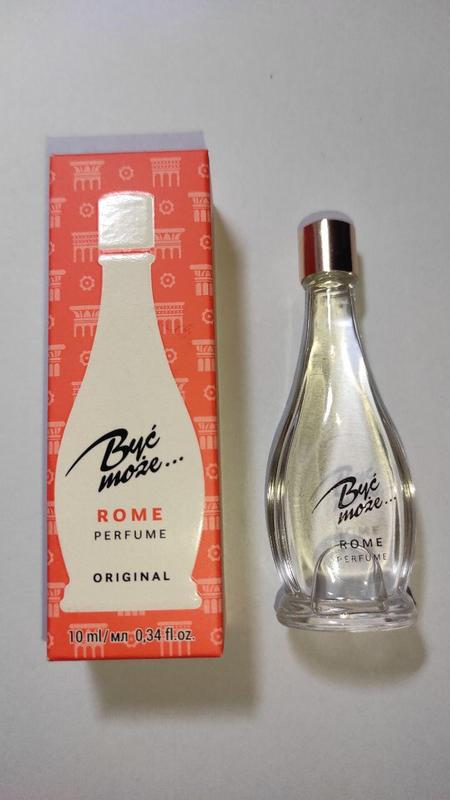 Być
może...
ROME
PERFUME
ORIGINAL
10 ml/мл 0,34 fl.oz.
Być
może...
ROME
PERFUME